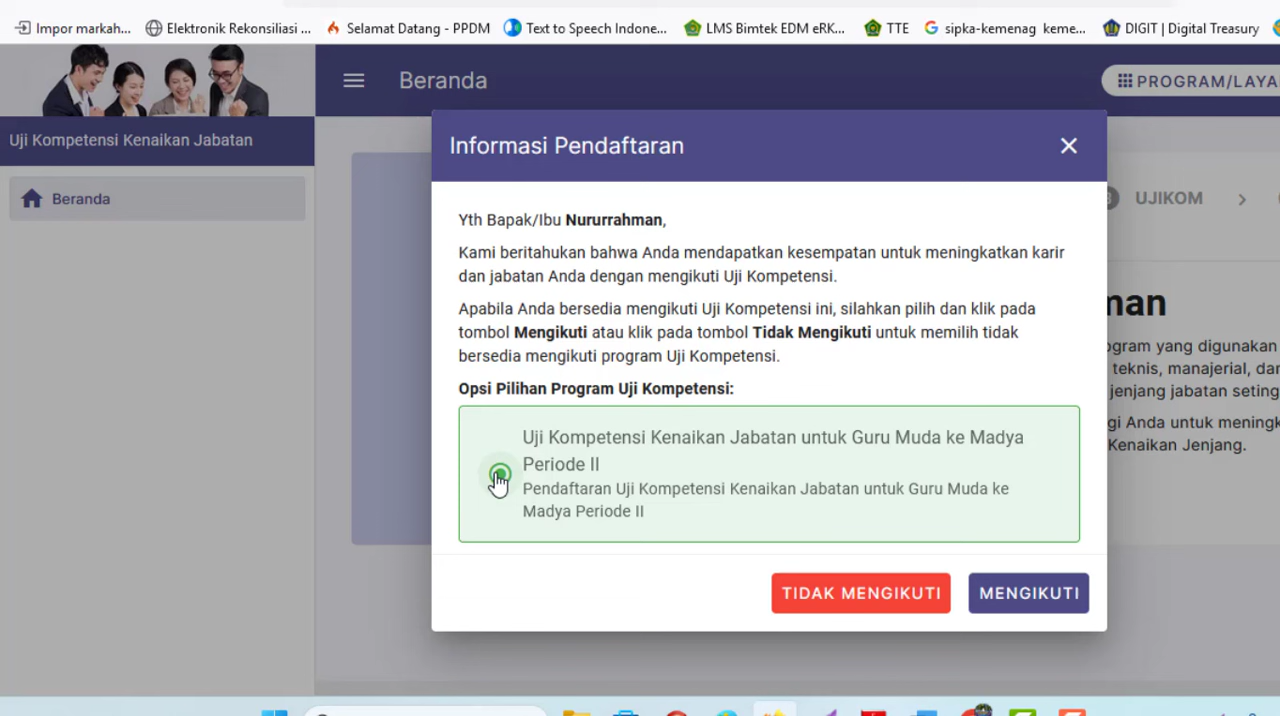 Impor markah... Elektronik Rekonsiliasi ... Selamat Datang - PPDM Text to Speech Indone... LMS Bimtek EDM eRK... TTE sipka-kemenag keme... DIGIT | Digital Treasury
Beranda
PROGRAM/LAYA
Uji Kompetensi Kenaikan Jabatan
Beranda
Informasi Pendaftaran
Yth Bapak/Ibu Nururrahman,
Kami beritahukan bahwa Anda mendapatkan kesempatan untuk meningkatkan karir
dan jabatan Anda dengan mengikuti Uji Kompetensi.
Apabila Anda bersedia mengikuti Uji Kompetensi ini, silahkan pilih dan klik pada
tombol Mengikuti atau klik pada tombol Tidak Mengikuti untuk memilih tidak
bersedia mengikuti program Uji Kompetensi.
Opsi Pilihan Program Uji Kompetensi:
Uji Kompetensi Kenaikan Jabatan untuk Guru Muda ke Madya
Periode II
Pendaftaran Uji Kompetensi Kenaikan Jabatan untuk Guru Muda ke
Madya Periode II
TIDAK MENGIKUTI
MENGIKUTI
UJIKOM
man
ogram yang digunakan
teknis, manajerial, dan
jenjang jabatan seting
gi Anda untuk mening
Kenaikan Jenjang.